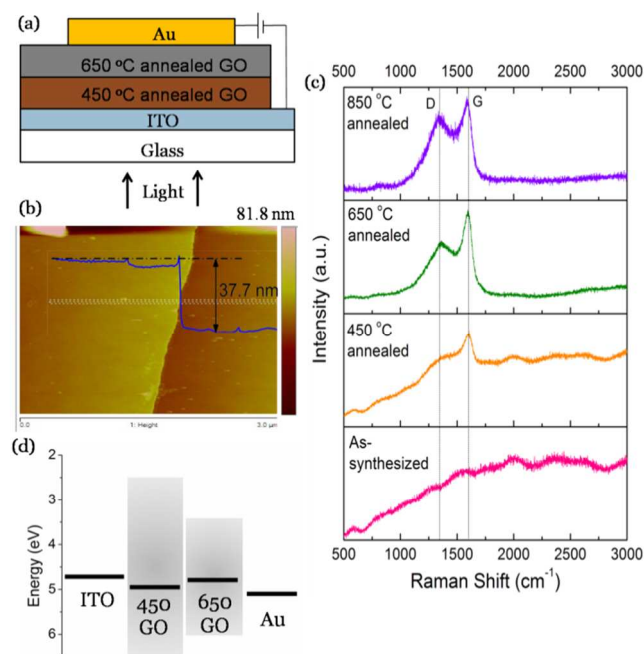 (a)
Au
650 °C annealed GO
450 °C annealed GO
ITO
Glass
Light
(b)
81.8 nm
37.7 nm
0.0
1: Height
3.0 µm
(c)
500 1000 1500 2000 2500 3000
850 °C
annealed
D
G
650 °C
annealed
450 °C
annealed
As-
synthesized
Intensity (a.u.)
500 1000 1500 2000 2500 3000
Raman Shift (cm⁻¹)
(d)
2
3
4
5
6
Energy (eV)
ITO
450
GO
650
GO
Au